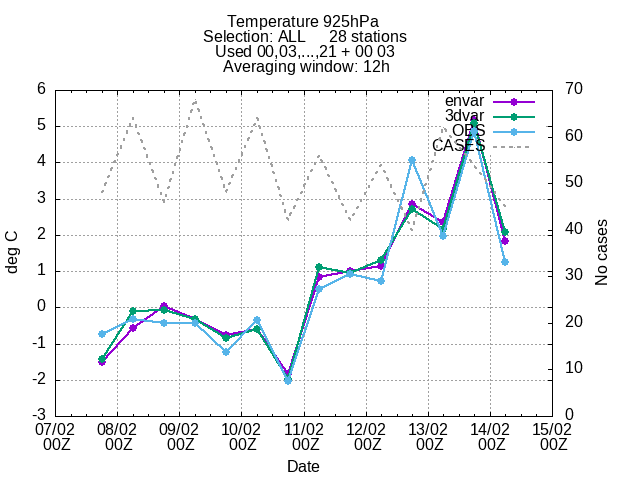 Temperature 925hPa
Selection: ALL 28 stations
Used 00,03,...,21 + 00 03
Averaging window: 12h
envar
3dvar
OBS
CASES
6
5
4
3
2
1
0
-1
-2
-3
70
60
50
40
30
20
10
0
deg C
No cases
07/02 08/02 09/02 10/02 11/02 12/02 13/02 14/02 15/02
00Z 00Z 00Z 00Z 00Z 00Z 00Z 00Z 00Z
Date